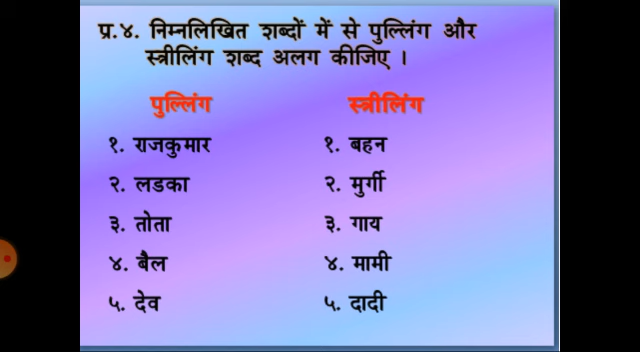 प्र.४. निम्नलिखित शब्दों में से पुल्लिंग और
स्त्रीलिंग शब्द अलग कीजिए ।
पुल्लिंग स्त्रीलिंग
१. राजकुमार १. बहन
२. लडका २. मुर्गी
३. तोता ३. गाय
४. बैल ४. मामी
५. देव ५. दादी